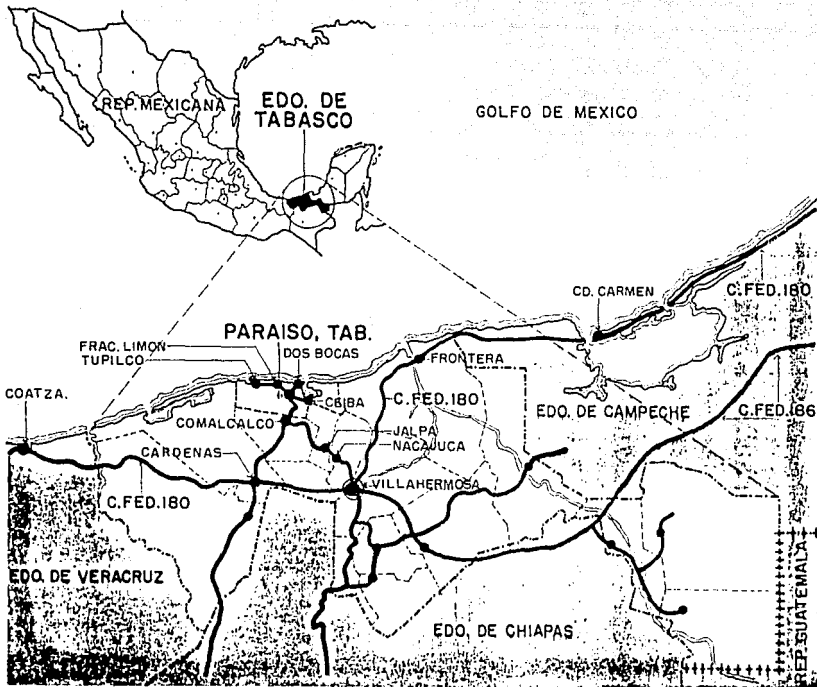 REP. MEXICANA
EDO. DE
TABASCO
GOLFO DE MEXICO
CD. CARMEN
C. FED. 180
PARAISO, TAB.
FRAC. LIMON
TUPILCO
DOS BOCAS
FRONTERA
COATZA.
CEIBA
C. FED. 180
EDO. DE CAMPECHE
C. FED. 186
COMALCALCO
JALPA
NACAJUCA
CARDENAS
VILLAHERMOSA
C. FED. 180
EDO. DE VERACRUZ
EDO. DE CHIAPAS
REP. GUATEMALA